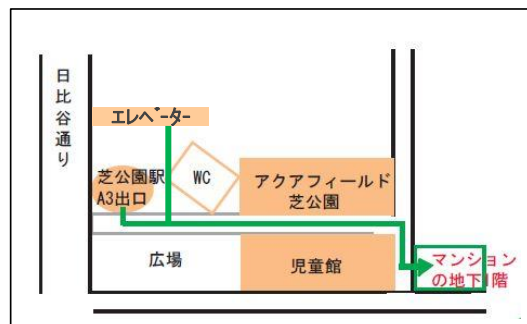 日比谷通り
エレベーター
芝公園駅
A3出口
WC
アクアフィールド
芝公園
広場
児童館
マンション
の地下1階